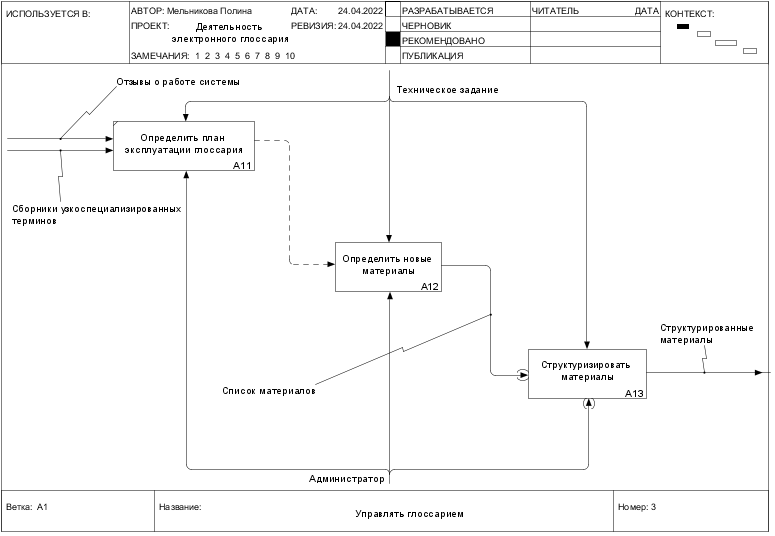 ИСПОЛЬЗУЕТСЯ В:
АВТОР: Мельникова Полина
ДАТА: 24.04.2022
РАЗРАБАТЫВАЕТСЯ
ЧИТАТЕЛЬ
ДАТА
КОНТЕКСТ:
ПРОЕКТ: Деятельность
электронного глоссария
РЕВИЗИЯ: 24.04.2022
ЧЕРНОВИК
РЕКОМЕНДОВАНО
ЗАМЕЧАНИЯ: 1 2 3 4 5 6 7 8 9 10
ПУБЛИКАЦИЯ
Отзывы о работе системы
Техническое задание
Определить план
эксплуатации глоссария
A11
Сборники узкоспециализированных
терминов
Определить новые
материалы
A12
Структурированные
материалы
Структуризировать
материалы
A13
Список материалов
Администратор
Ветка: A1
Название:
Управлять глоссарием
Номер: 3